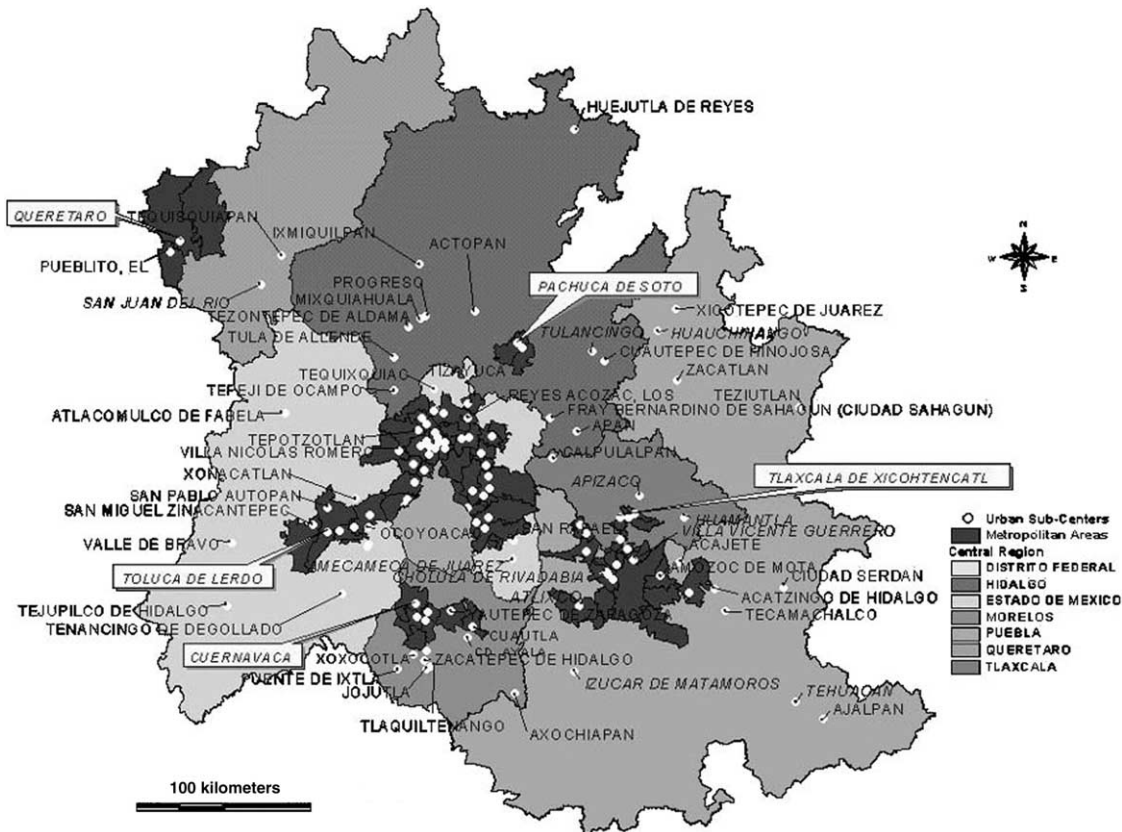 HUEJUTLA DE REYES
QUERETARO
TEQUISQUIAPAN
IXMIQUILPAN
ACTOPAN
PUEBLITO, EL
SAN JUAN DEL RIO
PROGRESO
MIXQUIAHUALA
TEZONTEPEC DE ALDAMA
TULA DE ALLENDE
PACHUCA DE SOTO
XICOTEPEC DE JUAREZ
TULANCINGO
HUAUCHINANGO
CUAUTEPEC DE HINOJOSA
ZACATLAN
TEQUIXQUIAC
TIZAYUCA
TEPEJI DE OCAMPO
REYES ACOZAC, LOS
TEZIUTLAN
ATLACOMULCO DE FABELA
FRAY BERNARDINO DE SAHAGUN (CIUDAD SAHAGUN)
APAN
TEPOTZOTLAN
VILLA NICOLAS ROMERO
CALPULALPAN
XONACATLAN
APIZACO
TLAXCALA DE XICOHTENCATL
SAN PABLO AUTOPAN
SAN MIGUEL ZINACANTEPEC
OCOYOACAC
SAN RAFAEL
HUAMANTLA
VILLA VICENTE GUERRERO
VALLE DE BRAVO
ACAJETE
TOLUCA DE LERDO
AMECAMECA DE JUAREZ
CHOLULA DE RIVADABIA
AMOZOC DE MOTA
CIUDAD SERDAN
ATLIXCO
ACATZINGO DE HIDALGO
TEJUPILCO DE HIDALGO
TECAMACHALCO
TENANCINGO DE DEGOLLADO
YAUTEPEC DE ZARAGOZA
CUAUTLA
CD. AYALA
CUERNAVACA
XOXOCOTLA
ZACATEPEC DE HIDALGO
PUENTE DE IXTLA
IZUCAR DE MATAMOROS
JOJUTLA
TEHUACAN
TLAQUILTENANGO
AJALPAN
AXOCHIAPAN
N
W E
S
Urban Sub-Centers
Metropolitan Areas
Central Region
DISTRITO FEDERAL
HIDALGO
ESTADO DE MEXICO
MORELOS
PUEBLA
QUERETARO
TLAXCALA
100 kilometers